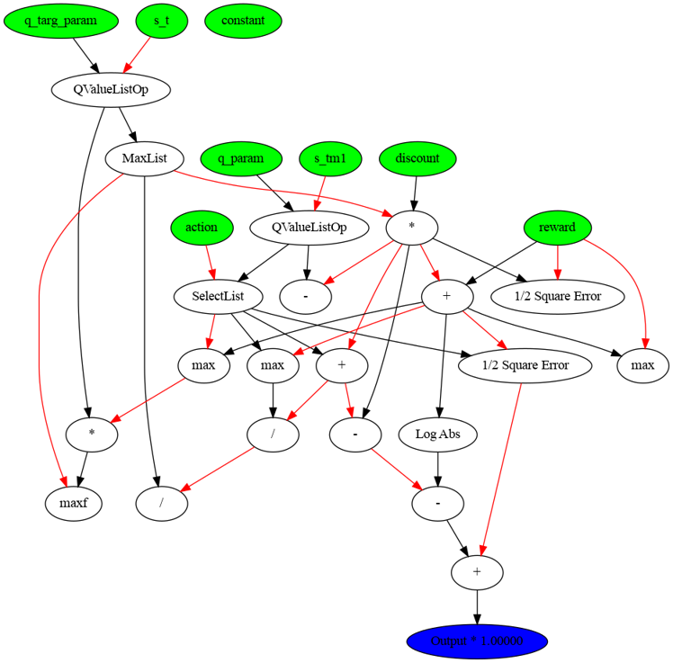 q_targ_param
s_t
constant
QValueListOp
MaxList
q_param
s_tm1
discount
action
QValueListOp
*
reward
SelectList
-
+
1/2 Square Error
max
max
+
1/2 Square Error
max
*
/
-
Log Abs
maxf
/
-
+
Output * 1.00000